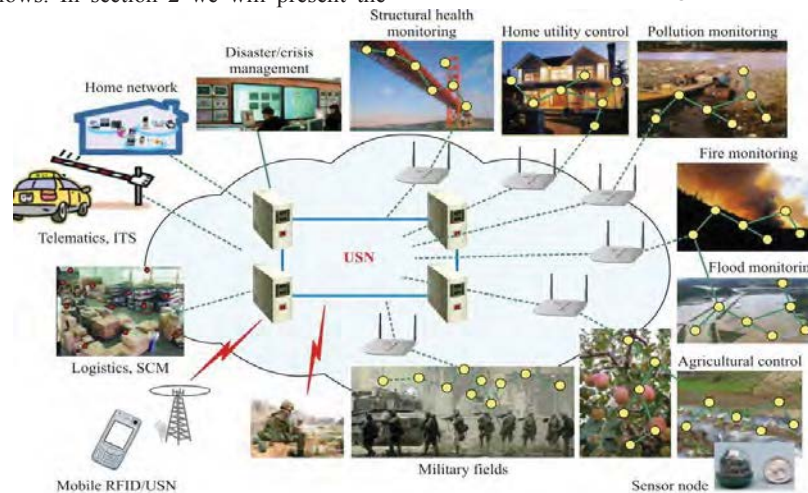 lows. In section 2 we will present the
Structural health
monitoring
Home utility control
Pollution monitoring
Disaster/crisis
management
Home network
Fire monitoring
Telematics, ITS
USN
Flood monitoring
Logistics, SCM
Agricultural control
Military fields
Mobile RFID/USN
Sensor node